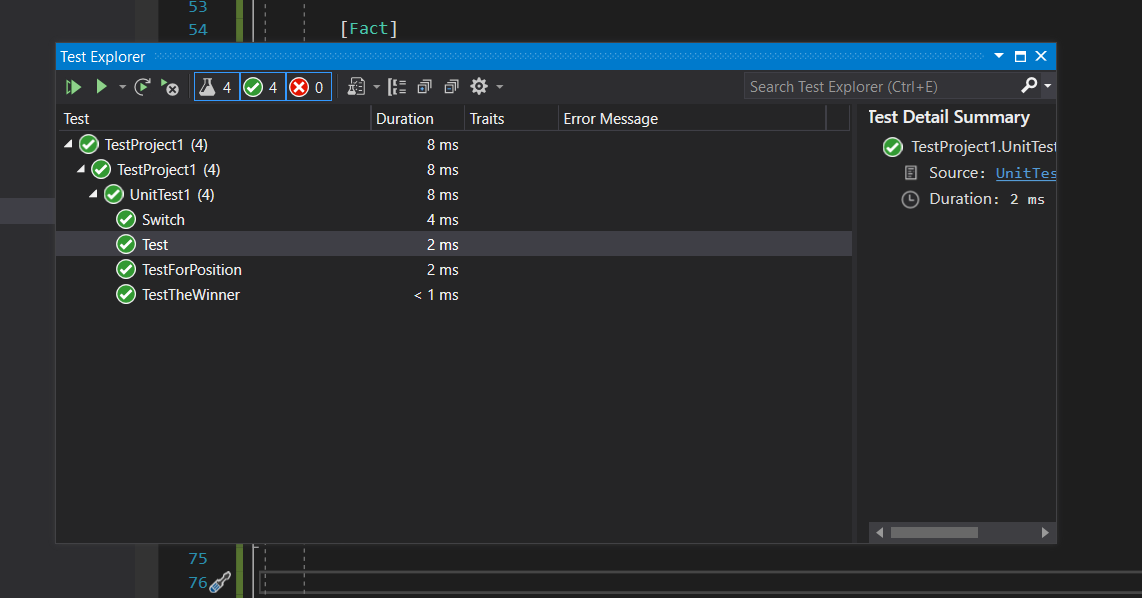 53
54 [Fact]
Test Explorer
4 4 0 Search Test Explorer (Ctrl+E)
Test Duration Traits Error Message
TestProject1 (4) 8 ms
TestProject1 (4) 8 ms
UnitTest1 (4) 8 ms
Switch 4 ms
Test 2 ms
TestForPosition 2 ms
TestTheWinner < 1 ms
Test Detail Summary
TestProject1.UnitTest
Source: UnitTes
Duration: 2 ms
75
76